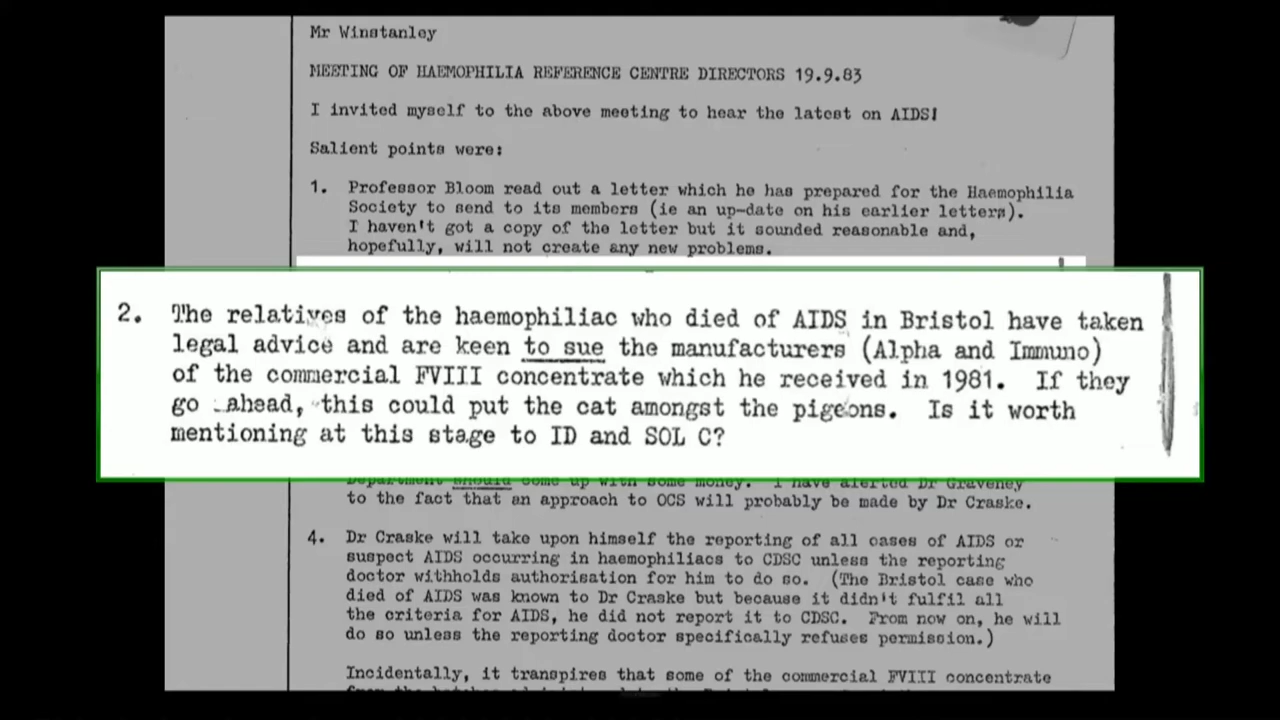 Mr Winstanley
MEETING OF HAEMOPHILIA REFERENCE CENTRE DIRECTORS 19.9.83
I invited myself to the above meeting to hear the latest on AIDS!
Salient points were:
1. Professor Bloom read out a letter which he has prepared for the Haemophilia
Society to send to its members (ie an up-date on his earlier letters).
I haven't got a copy of the letter but it sounded reasonable and,
hopefully, will not create any new problems.
2. The relatives of the haemophiliac who died of AIDS in Bristol have taken
legal advice and are keen to sue the manufacturers (Alpha and Immuno)
of the commercial FVIII concentrate which he received in 1981. If they
go ahead, this could put the cat amongst the pigeons. Is it worth
mentioning at this stage to ID and SOL C?
Department should come up with some money. I have alerted Dr Graveney
to the fact that an approach to OCS will probably be made by Dr Craske.
4. Dr Craske will take upon himself the reporting of all cases of AIDS or
suspect AIDS occurring in haemophiliacs to CDSC unless the reporting
doctor withholds authorisation for him to do so. (The Bristol case who
died of AIDS was known to Dr Craske but because it didn't fulfil all
the criteria for AIDS, he did not report it to CDSC. From now on, he will
do so unless the reporting doctor specifically refuses permission.)
Incidentally, it transpires that some of the commercial FVIII concentrate